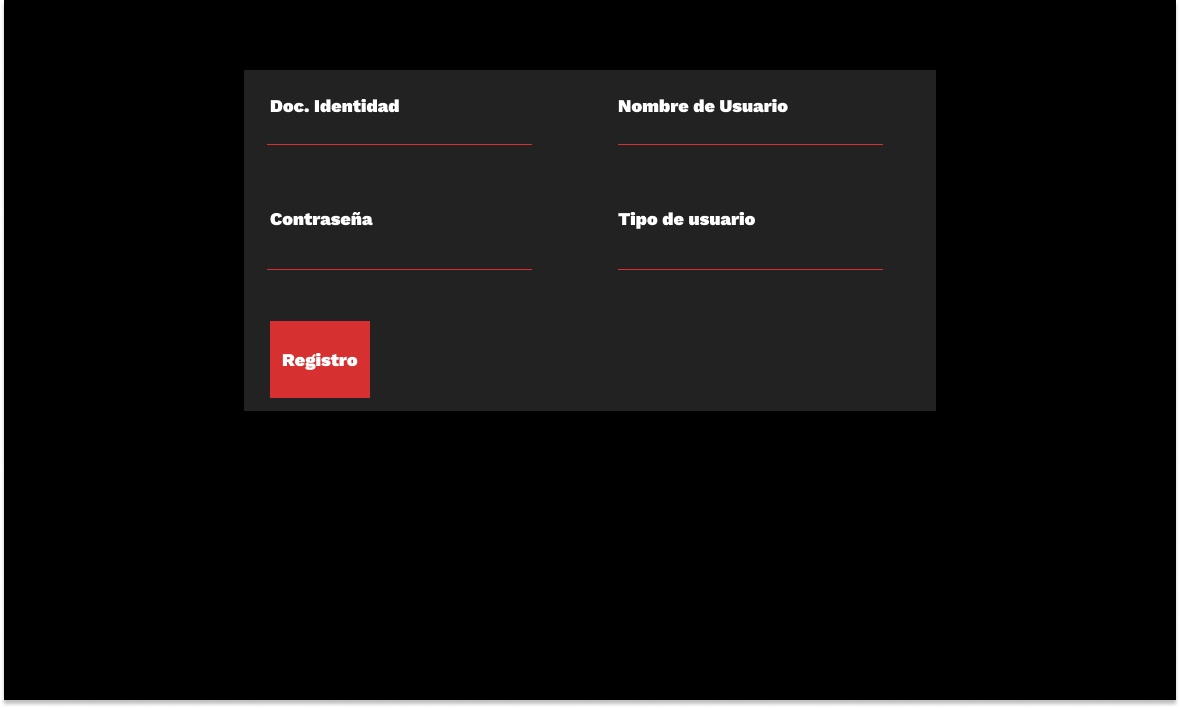 Doc. Identidad
Nombre de Usuario
Contraseña
Tipo de usuario
Registro